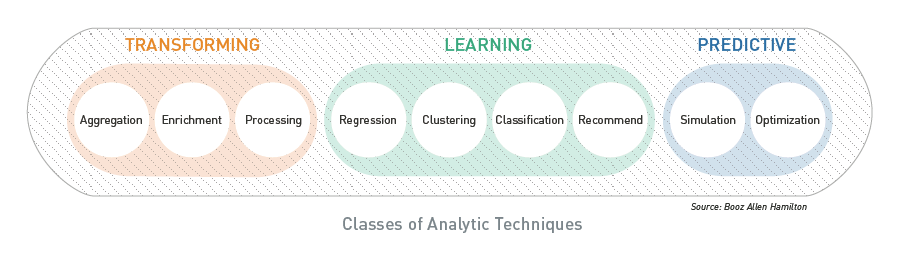 TRANSFORMING LEARNING PREDICTIVE
Aggregation Enrichment Processing Regression Clustering Classification Recommend Simulation Optimization
Source: Booz Allen Hamilton
Classes of Analytic Techniques